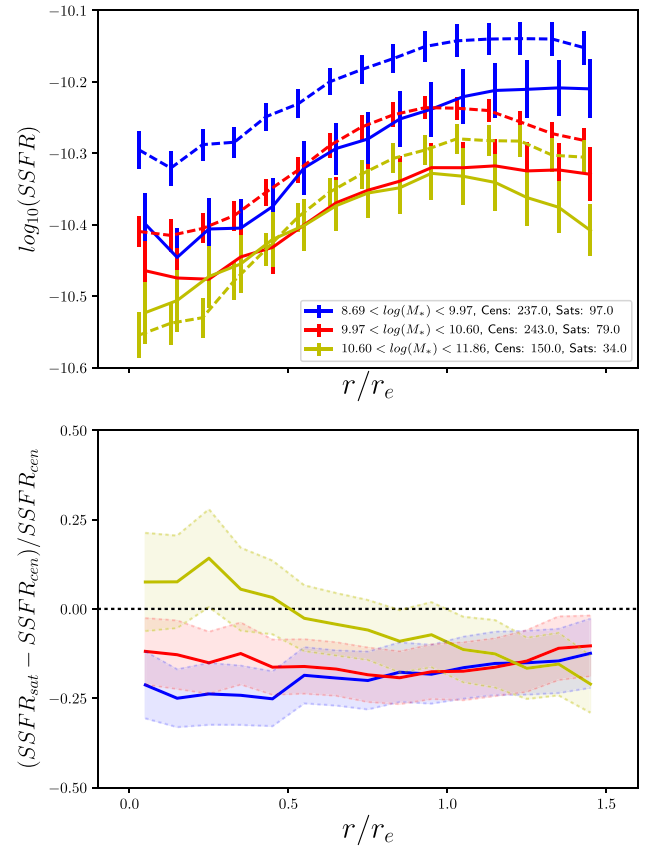 −10.1
−10.2
−10.3
−10.4
−10.5
−10.6
log₁₀(SSFR)
8.69 < log(M*) < 9.97, Cens: 237.0, Sats: 97.0
9.97 < log(M*) < 10.60, Cens: 243.0, Sats: 79.0
10.60 < log(M*) < 11.86, Cens: 150.0, Sats: 34.0
r/rₑ
0.50
0.25
0.00
−0.25
−0.50
(SSFR_sat − SSFR_cen)/SSFR_cen
0.0 0.5 1.0 1.5
r/rₑ